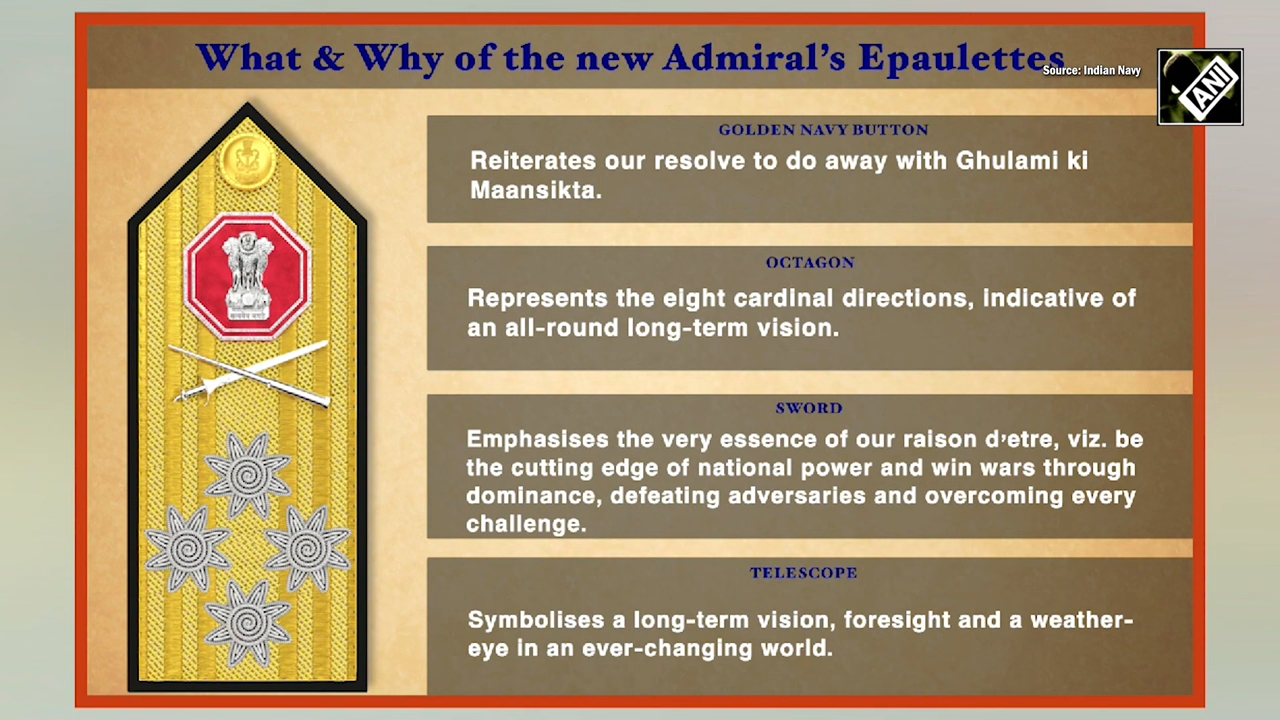 What & Why of the new Admiral’s Epaulettes
Source: Indian Navy
ANI
GOLDEN NAVY BUTTON
Reiterates our resolve to do away with Ghulami ki
Maansikta.
OCTAGON
Represents the eight cardinal directions, indicative of
an all-round long-term vision.
SWORD
Emphasises the very essence of our raison d’etre, viz. be
the cutting edge of national power and win wars through
dominance, defeating adversaries and overcoming every
challenge.
TELESCOPE
Symbolises a long-term vision, foresight and a weather-
eye in an ever-changing world.